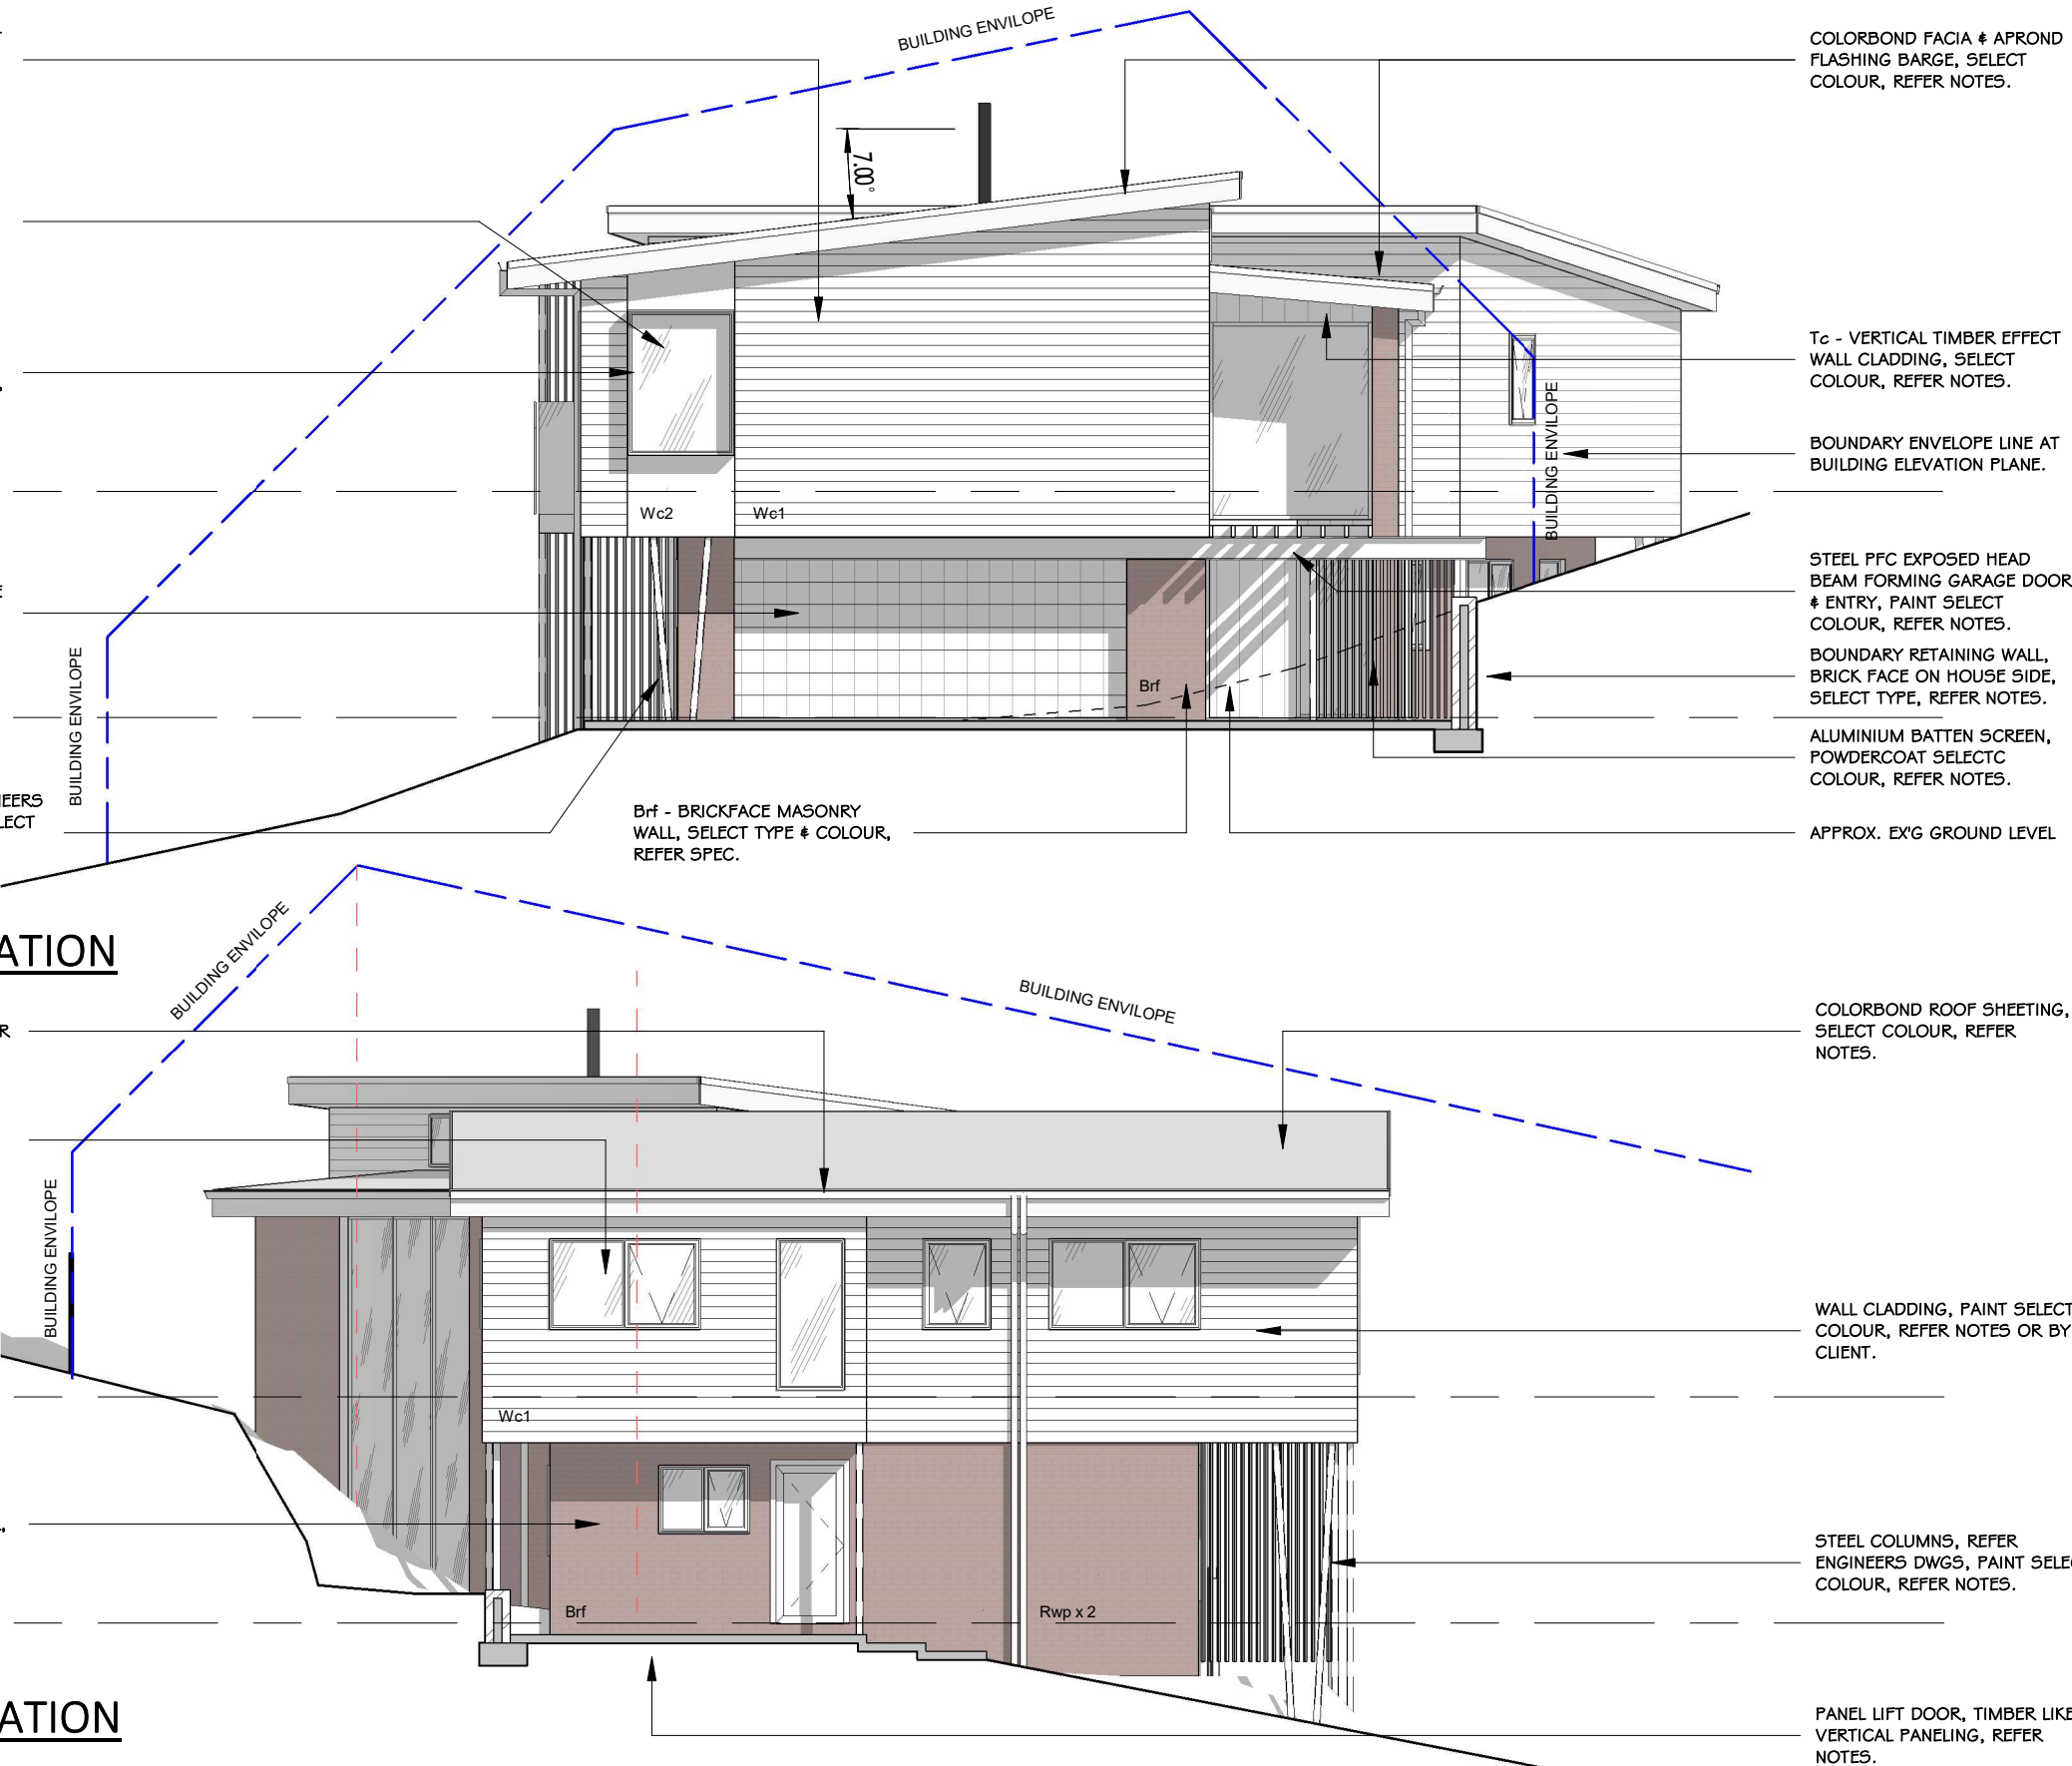 BUILDING ENVILOPE
COLORBOND FACIA & APROND
FLASHING BARGE, SELECT
COLOUR, REFER NOTES.
7.00°
Tc - VERTICAL TIMBER EFFECT
WALL CLADDING, SELECT
COLOUR, REFER NOTES.
BUILDING ENVILOPE
BOUNDARY ENVELOPE LINE AT
BUILDING ELEVATION PLANE.
Wc2
Wc1
BUILDING ENVILOPE
STEEL PFC EXPOSED HEAD
BEAM FORMING GARAGE DOOR
& ENTRY, PAINT SELECT
COLOUR, REFER NOTES.
BOUNDARY RETAINING WALL,
BRICK FACE ON HOUSE SIDE,
SELECT TYPE, REFER NOTES.
Brf
BUILDING ENVILOPE
ALUMINIUM BATTEN SCREEN,
POWDERCOAT SELECTC
COLOUR, REFER NOTES.
EERS
LECT
Brf - BRICKFACE MASONRY
WALL, SELECT TYPE & COLOUR,
REFER SPEC.
APPROX. EX'G GROUND LEVEL
ATION
BUILDING ENVILOPE
BUILDING ENVILOPE
R
COLORBOND ROOF SHEETING,
SELECT COLOUR, REFER
NOTES.
BUILDING ENVILOPE
WALL CLADDING, PAINT SELECT
COLOUR, REFER NOTES OR BY
CLIENT.
Wc1
STEEL COLUMNS, REFER
ENGINEERS DWGS, PAINT SELEC
COLOUR, REFER NOTES.
Brf
Rwp x 2
ATION
PANEL LIFT DOOR, TIMBER LIKE
VERTICAL PANELING, REFER
NOTES.